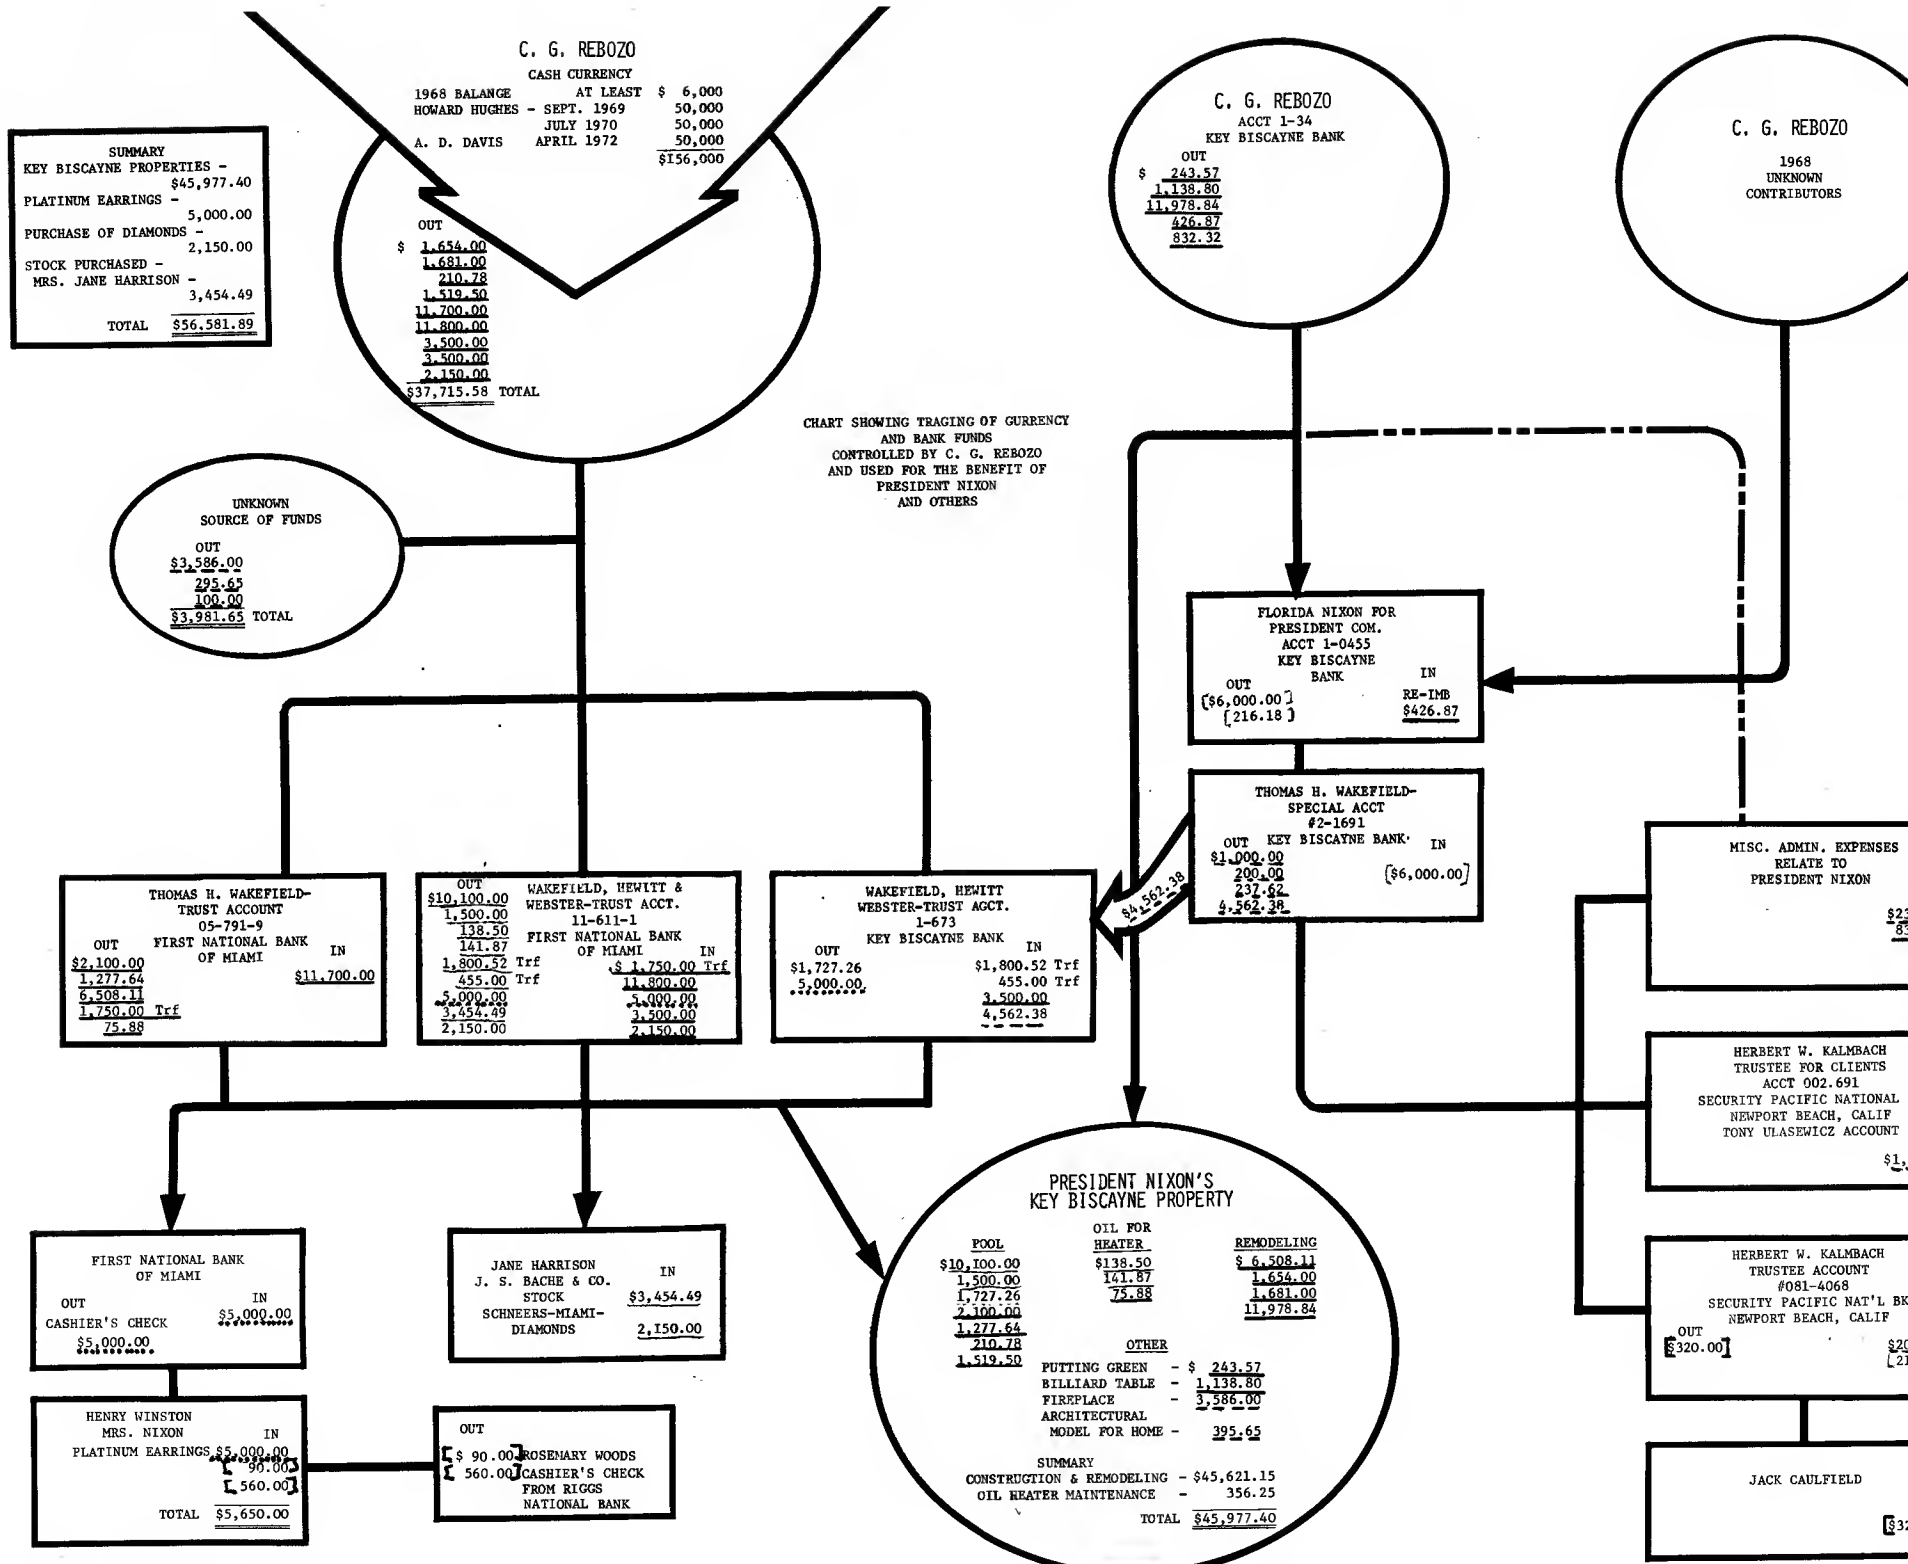 C. G. REBOZO
CASH CURRENCY
1968 BALANGE AT LEAST $ 6,000
HOWARD HUGHES - SEPT. 1969 50,000
JULY 1970 50,000
A. D. DAVIS APRIL 1972 50,000
$156,000
OUT
$ 1,654.00
1,681.00
210.78
1,519.50
11,700.00
11,800.00
3,500.00
3,500.00
2,150.00
$37,715.58 TOTAL
SUMMARY
KEY BISCAYNE PROPERTIES -
$45,977.40
PLATINUM EARRINGS -
5,000.00
PURCHASE OF DIAMONDS -
2,150.00
STOCK PURCHASED -
MRS. JANE HARRISON -
3,454.49
TOTAL $56,581.89
C. G. REBOZO
ACCT 1-34
KEY BISCAYNE BANK
OUT
$ 243.57
1,138.80
11,978.84
426.87
832.32
C. G. REBOZO
1968
UNKNOWN
CONTRIBUTORS
CHART SHOWING TRAGING OF GURRENCY
AND BANK FUNDS
CONTROLLED BY C. G. REBOZO
AND USED FOR THE BENEFIT OF
PRESIDENT NIXON
AND OTHERS
UNKNOWN
SOURCE OF FUNDS
OUT
$3,586.00
295.65
100.00
$3,981.65 TOTAL
FLORIDA NIXON FOR
PRESIDENT COM.
ACCT 1-0455
KEY BISCAYNE
BANK
OUT
[$6,000.00]
[216.18]
IN
RE-IMB
$426.87
THOMAS H. WAKEFIELD-
SPECIAL ACCT
#2-1691
KEY BISCAYNE BANK
OUT
$1,000.00
200.00
237.62
4,562.38
IN
[$6,000.00]
$4,562.38
THOMAS H. WAKEFIELD-
TRUST ACCOUNT
05-791-9
FIRST NATIONAL BANK
OF MIAMI
OUT
$2,100.00
1,277.64
6,508.11
1,750.00 Trf
75.88
IN
$11,700.00
WAKEFIELD, HEWITT &
WEBSTER-TRUST ACCT.
11-611-1
FIRST NATIONAL BANK
OF MIAMI
OUT
$10,100.00
1,500.00
138.50
141.87
1,800.52 Trf
455.00 Trf
5,000.00
3,454.49
2,150.00
IN
$ 1,750.00 Trf
11,800.00
5,000.00
3,500.00
2,150.00
WAKEFIELD, HEWITT
WEBSTER-TRUST AGCT.
1-673
KEY BISCAYNE BANK
OUT
$1,727.26
5,000.00
IN
$1,800.52 Trf
455.00 Trf
3,500.00
4,562.38
MISC. ADMIN. EXPENSES
RELATE TO
PRESIDENT NIXON
$23
83
HERBERT W. KALMBACH
TRUSTEE FOR CLIENTS
ACCT 002.691
SECURITY PACIFIC NATIONAL
NEWPORT BEACH, CALIF
TONY ULASEWICZ ACCOUNT
$1,
HERBERT W. KALMBACH
TRUSTEE ACCOUNT
#081-4068
SECURITY PACIFIC NAT'L BK
NEWPORT BEACH, CALIF
OUT
[$320.00]
$20
[21
JACK CAULFIELD
[$32
FIRST NATIONAL BANK
OF MIAMI
OUT
CASHIER'S CHECK
$5,000.00
IN
$5,000.00
JANE HARRISON
J. S. BACHE & CO. IN
STOCK $3,454.49
SCHNEERS-MIAMI-
DIAMONDS 2,150.00
HENRY WINSTON
MRS. NIXON IN
PLATINUM EARRINGS $5,000.00
[90.00]
[560.00]
TOTAL $5,650.00
OUT
[$ 90.00] ROSEMARY WOODS
[560.00] CASHIER'S CHECK
FROM RIGGS
NATIONAL BANK
PRESIDENT NIXON'S
KEY BISCAYNE PROPERTY
POOL
$10,100.00
1,500.00
1,727.26
2,100.00
1,277.64
210.78
1,519.50
OIL FOR
HEATER
$138.50
141.87
75.88
REMODELING
$ 6,508.11
1,654.00
1,681.00
11,978.84
OTHER
PUTTING GREEN - $ 243.57
BILLIARD TABLE - 1,138.80
FIREPLACE - 3,586.00
ARCHITECTURAL
MODEL FOR HOME - 395.65
SUMMARY
CONSTRUGTION & REMODELING - $45,621.15
OIL HEATER MAINTENANCE - 356.25
TOTAL $45,977.40